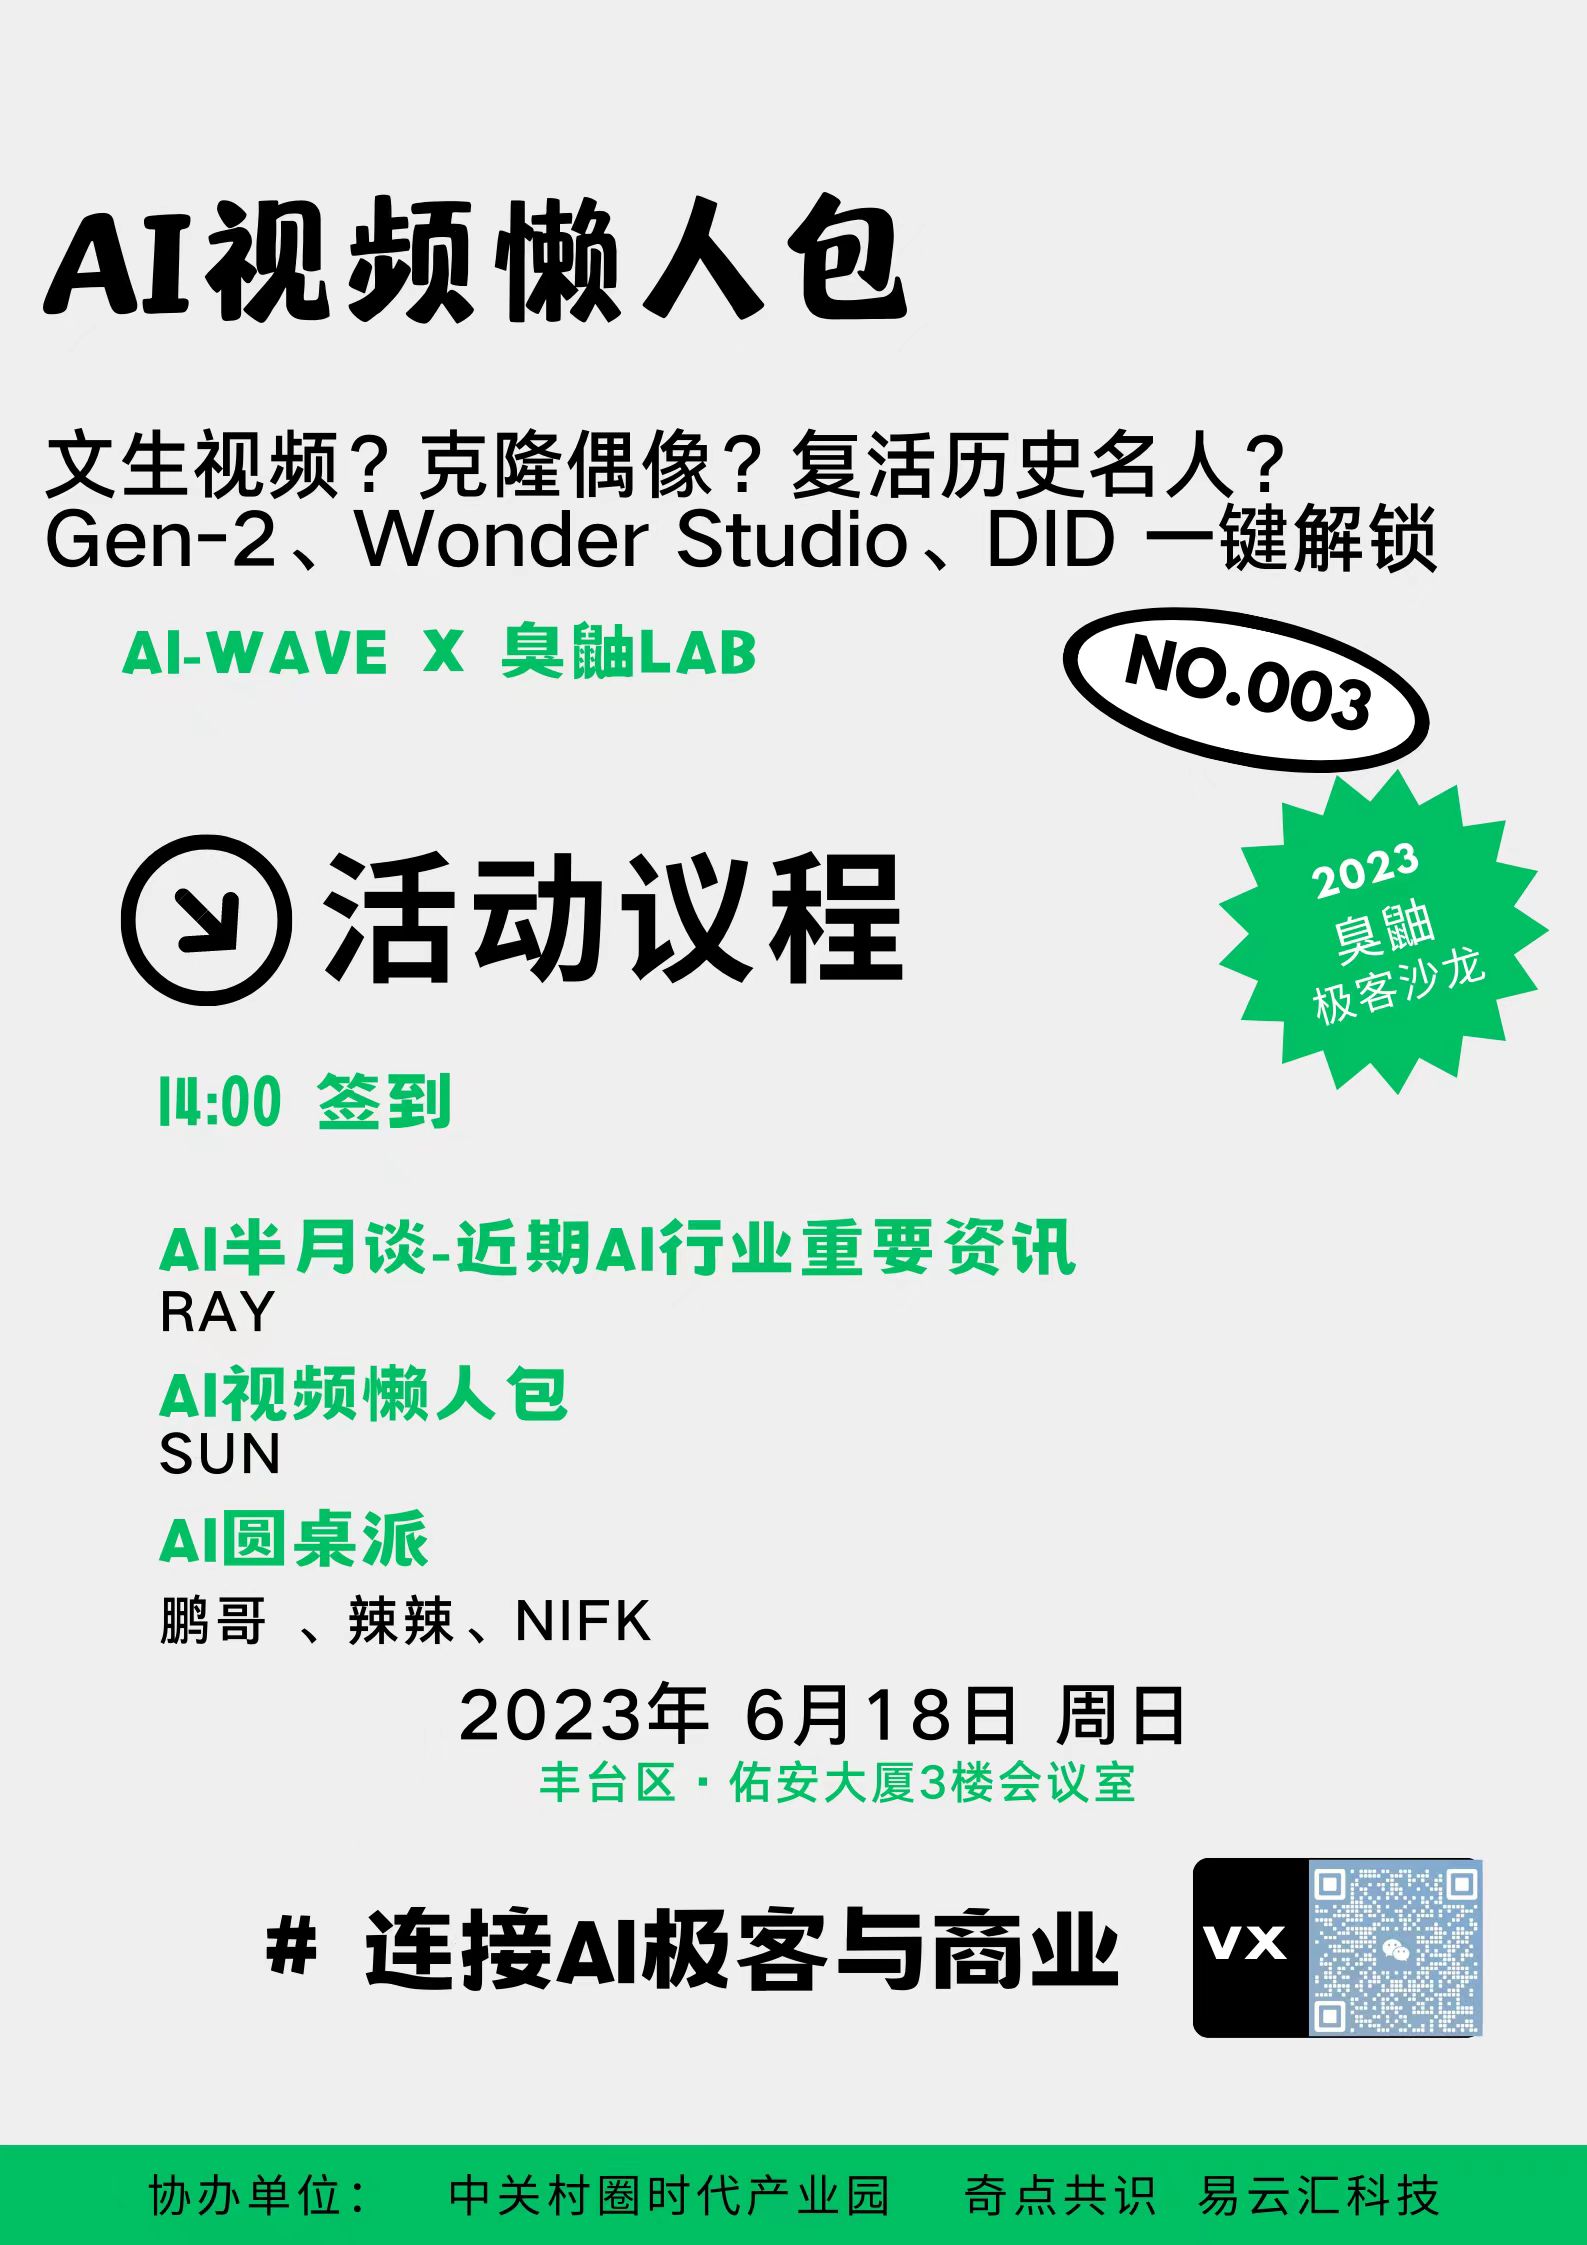 AI视频懒人包
文生视频？克隆偶像？复活历史名人？
Gen-2、Wonder Studio、DID 一键解锁
AI-WAVE X 臭鼬LAB
NO.003
活动议程
2023
臭鼬
极客沙龙
14:00 签到
AI半月谈-近期AI行业重要资讯
RAY
AI视频懒人包
SUN
AI圆桌派
鹏哥 、辣辣、NIFK
2023年 6月18日 周日
丰台区·佑安大厦3楼会议室
# 连接AI极客与商业
VX
协办单位： 中关村圈时代产业园 奇点共识 易云汇科技